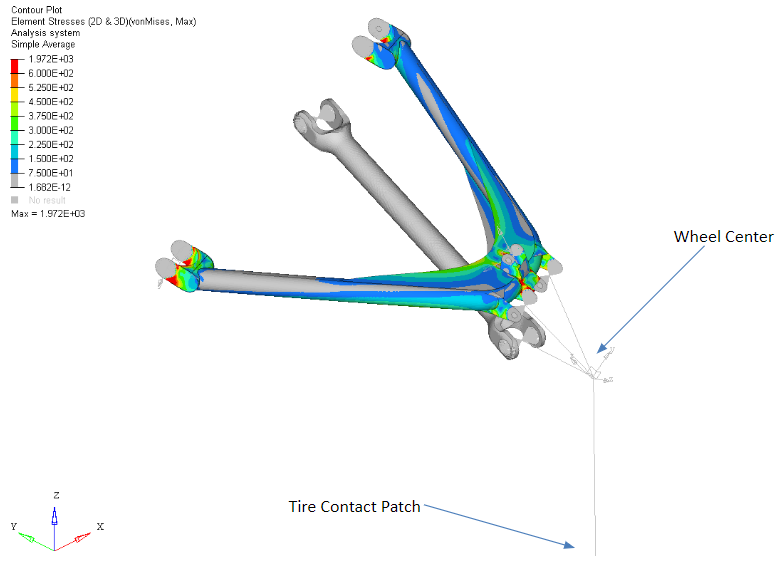 Contour Plot
Element Stresses (2D & 3D)(vonMises, Max)
Analysis system
Simple Average
1.972E+03
6.000E+02
5.250E+02
4.500E+02
3.750E+02
3.000E+02
2.250E+02
1.500E+02
7.500E+01
1.682E-12
No result
Max = 1.972E+03
Wheel Center
Tire Contact Patch
Z
Y
X